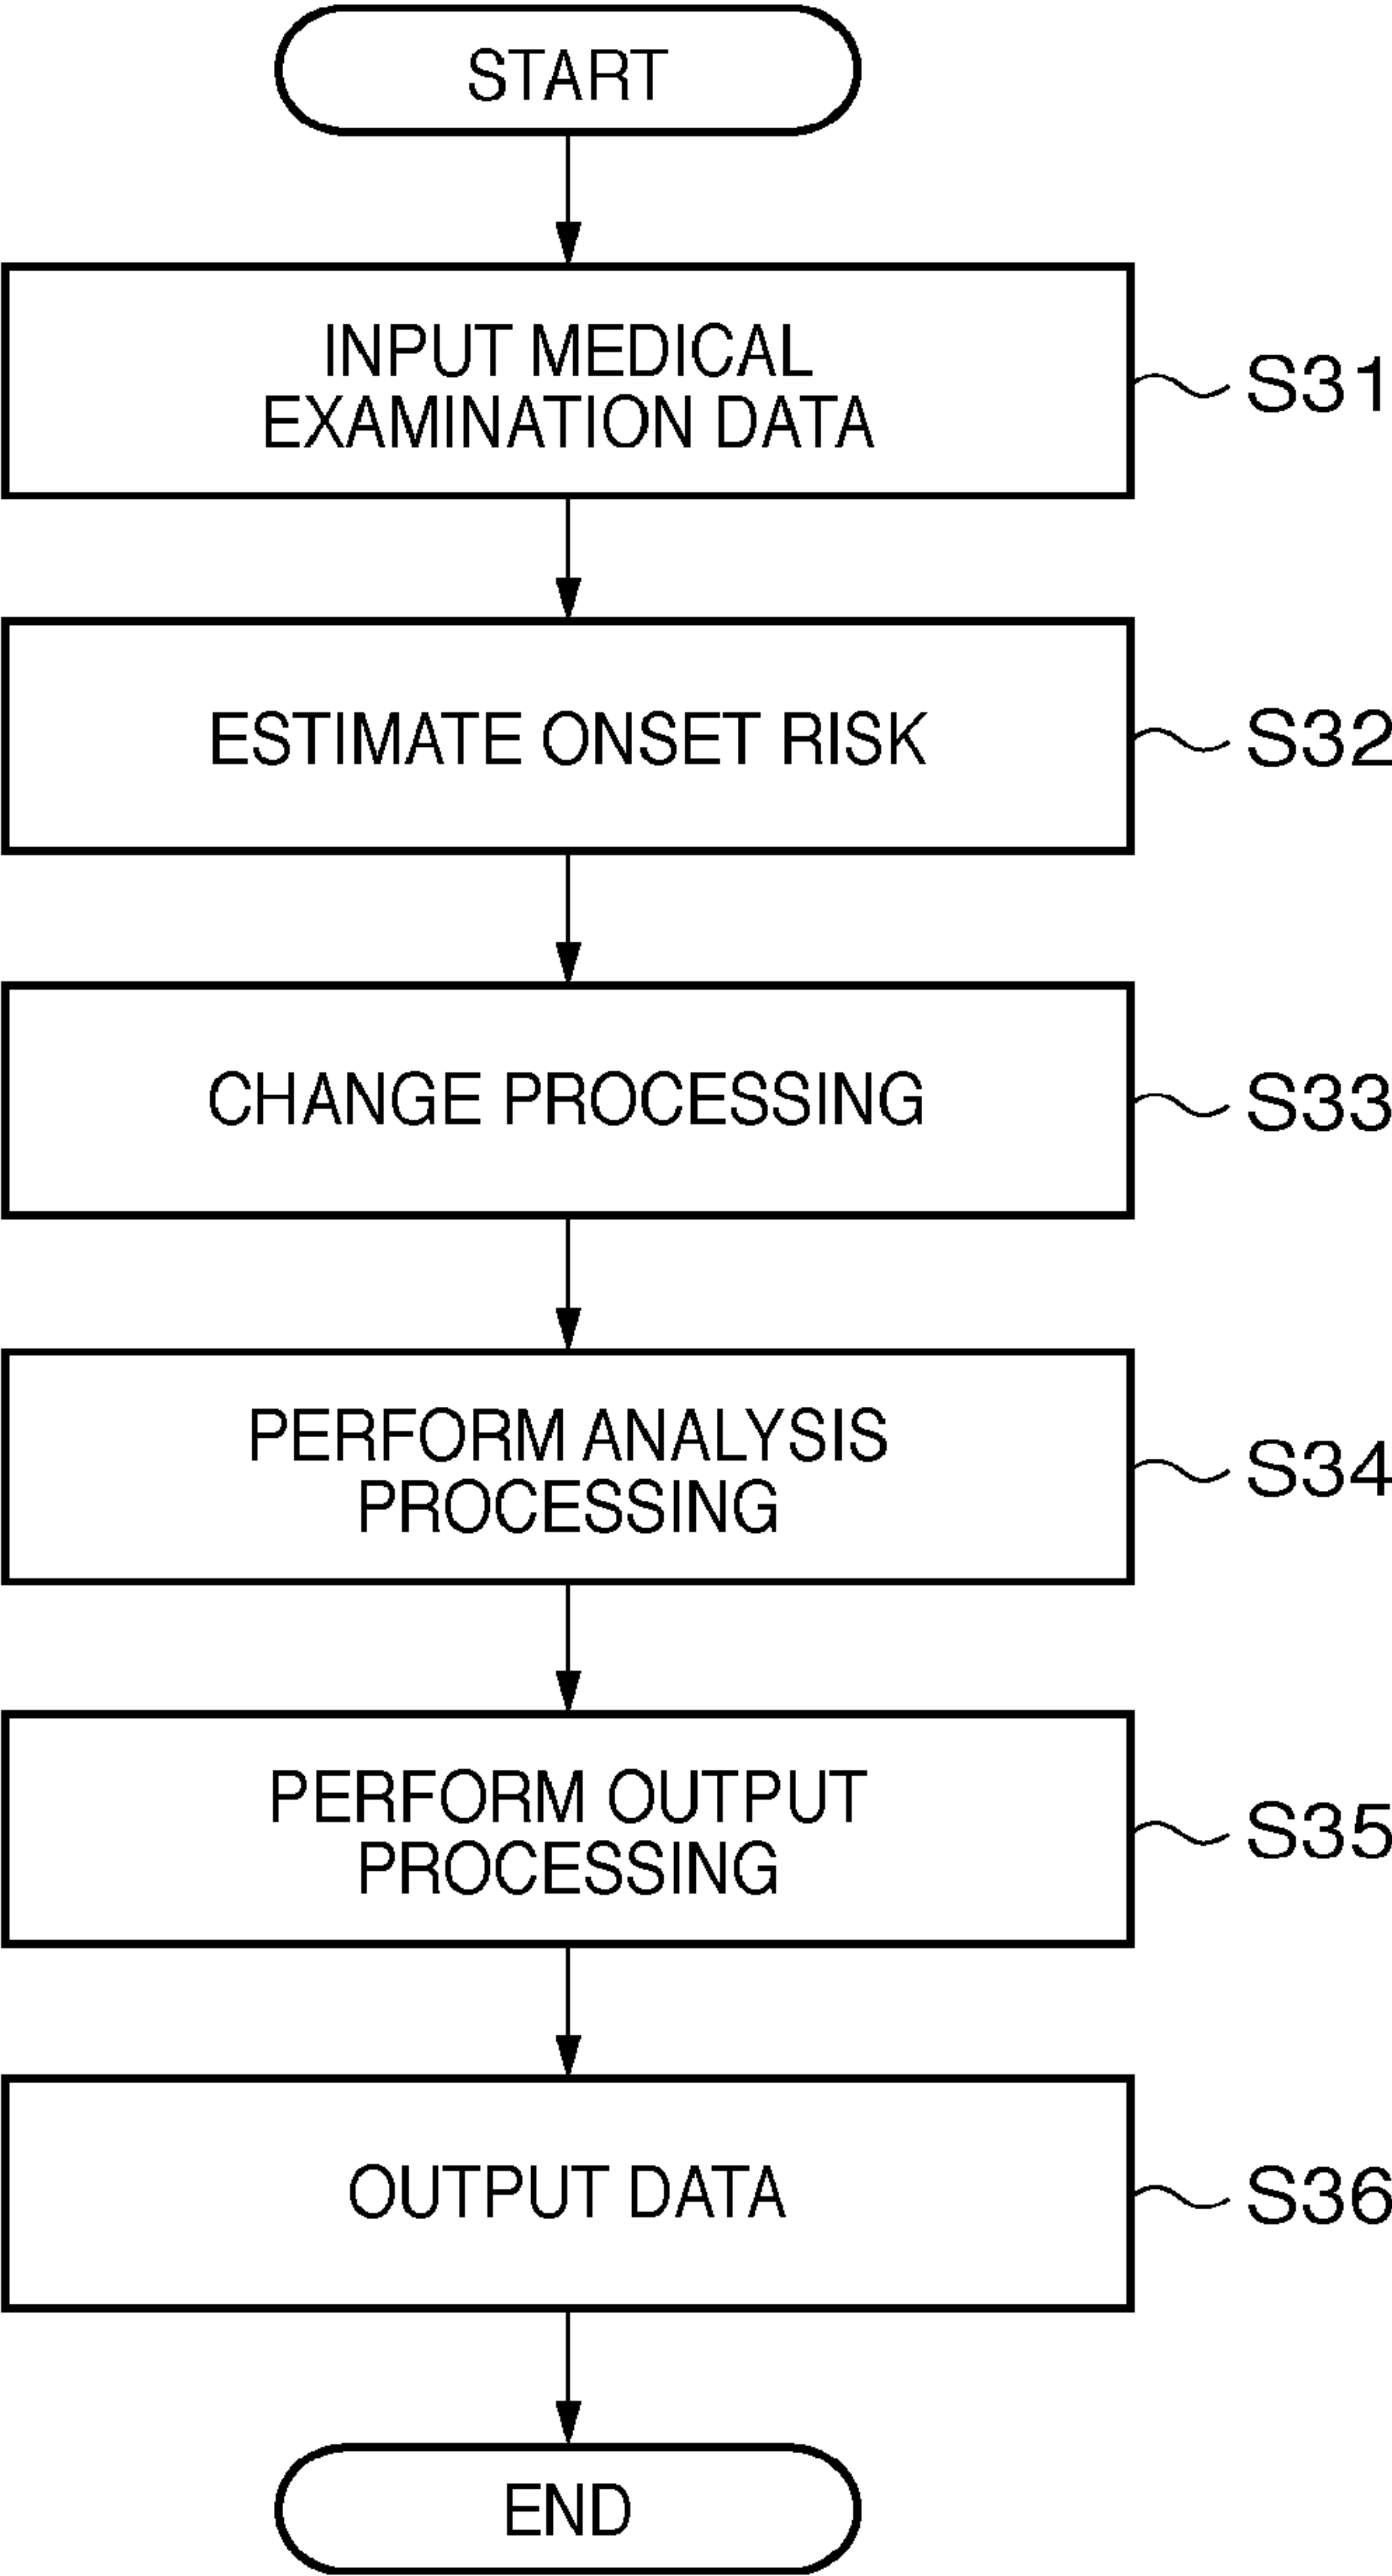 START
INPUT MEDICAL
EXAMINATION DATA
S31
ESTIMATE ONSET RISK
S32
CHANGE PROCESSING
S33
PERFORM ANALYSIS
PROCESSING
S34
PERFORM OUTPUT
PROCESSING
S35
OUTPUT DATA
S36
END